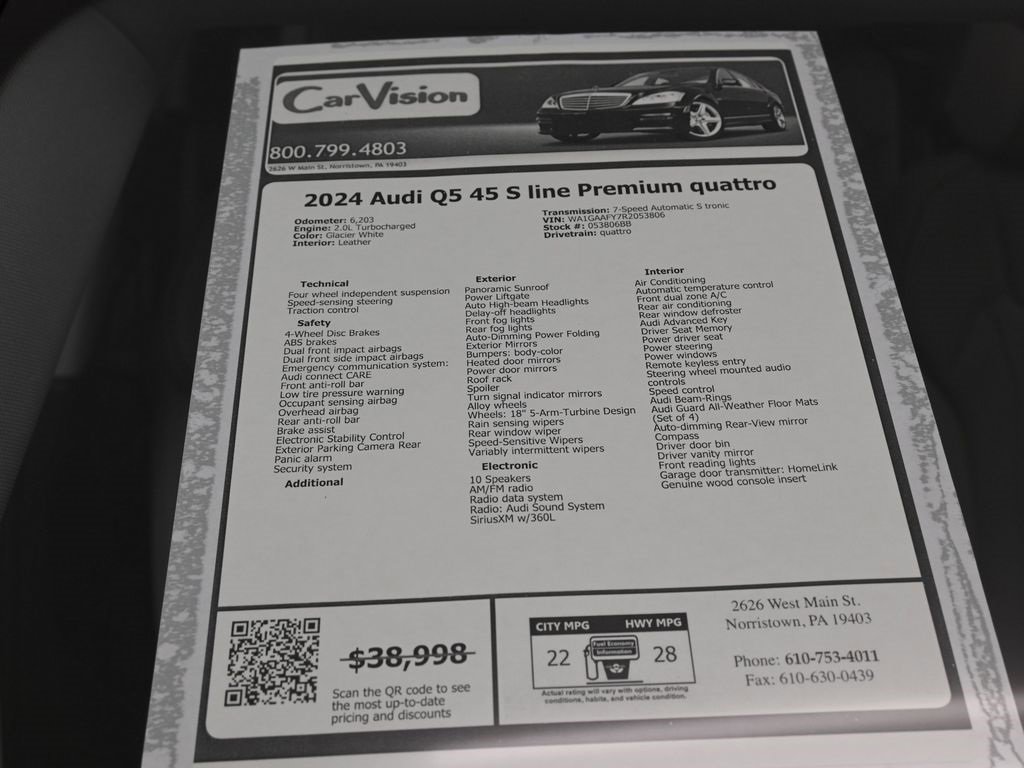 CarVision
800.799.4803
2626 W Main St, Norristown, PA 19403
2024 Audi Q5 45 S line Premium quattro
Odometer: 6,203
Engine: 2.0L Turbocharged
Color: Glacier White
Interior: Leather
Transmission: 7-Speed Automatic S tronic
VIN: WA1GAAFY7R2053806
Stock #: 053806BB
Drivetrain: quattro
Technical
Four wheel independent suspension
Speed-sensing steering
Traction control
Safety
4-Wheel Disc Brakes
ABS brakes
Dual front impact airbags
Dual front side impact airbags
Emergency communication system:
Audi connect CARE
Front anti-roll bar
Low tire pressure warning
Occupant sensing airbag
Overhead airbag
Rear anti-roll bar
Brake assist
Electronic Stability Control
Exterior Parking Camera Rear
Panic alarm
Security system
Additional
Exterior
Panoramic Sunroof
Power Liftgate
Auto High-beam Headlights
Delay-off headlights
Front fog lights
Rear fog lights
Auto-Dimming Power Folding
Exterior Mirrors
Bumpers: body-color
Heated door mirrors
Power door mirrors
Roof rack
Spoiler
Turn signal indicator mirrors
Alloy wheels
Wheels: 18" 5-Arm-Turbine Design
Rain sensing wipers
Rear window wiper
Speed-Sensitive Wipers
Variably intermittent wipers
Electronic
10 Speakers
AM/FM radio
Radio data system
Radio: Audi Sound System
SiriusXM w/360L
Interior
Air Conditioning
Automatic temperature control
Front dual zone A/C
Rear air conditioning
Rear window defroster
Audi Advanced Key
Driver Seat Memory
Power driver seat
Power steering
Power windows
Remote keyless entry
Steering wheel mounted audio
controls
Speed control
Audi Beam-Rings
Audi Guard All-Weather Floor Mats
(Set of 4)
Auto-dimming Rear-View mirror
Compass
Driver door bin
Driver vanity mirror
Front reading lights
Garage door transmitter: HomeLink
Genuine wood console insert
$38,998
Scan the QR code to see
the most up-to-date
pricing and discounts
CITY MPG
HWY MPG
22
Fuel Economy
Information
28
Actual rating will vary with options, driving
conditions, habits, and vehicle condition.
2626 West Main St.
Norristown, PA 19403
Phone: 610-753-4011
Fax: 610-630-0439